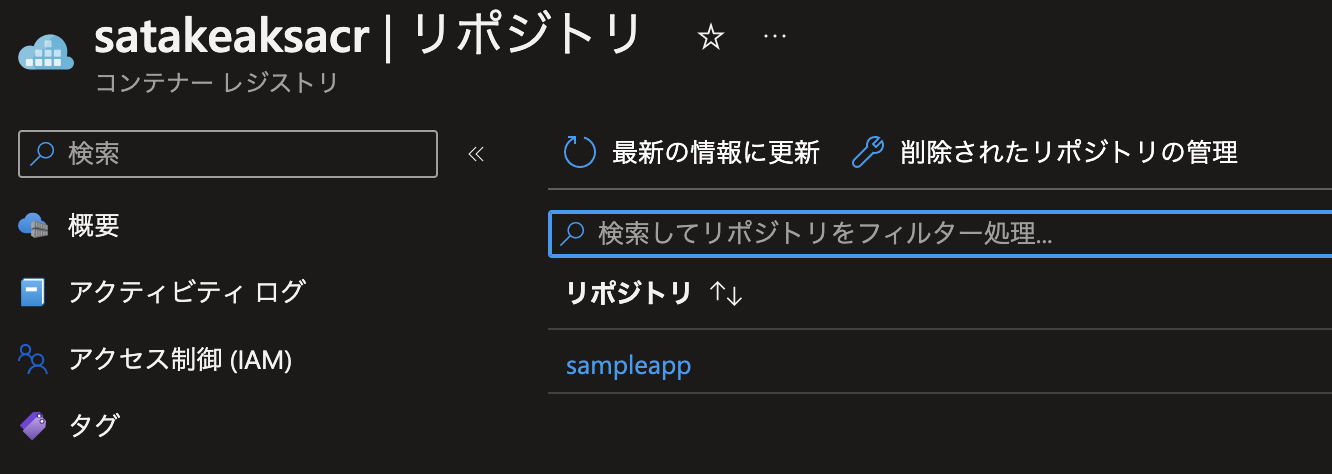 satakeaksacr | リポジトリ
コンテナー レジストリ
検索
概要
アクティビティ ログ
アクセス制御 (IAM)
タグ
最新の情報に更新
削除されたリポジトリの管理
検索してリポジトリをフィルター処理...
リポジトリ ↑↓
sampleapp